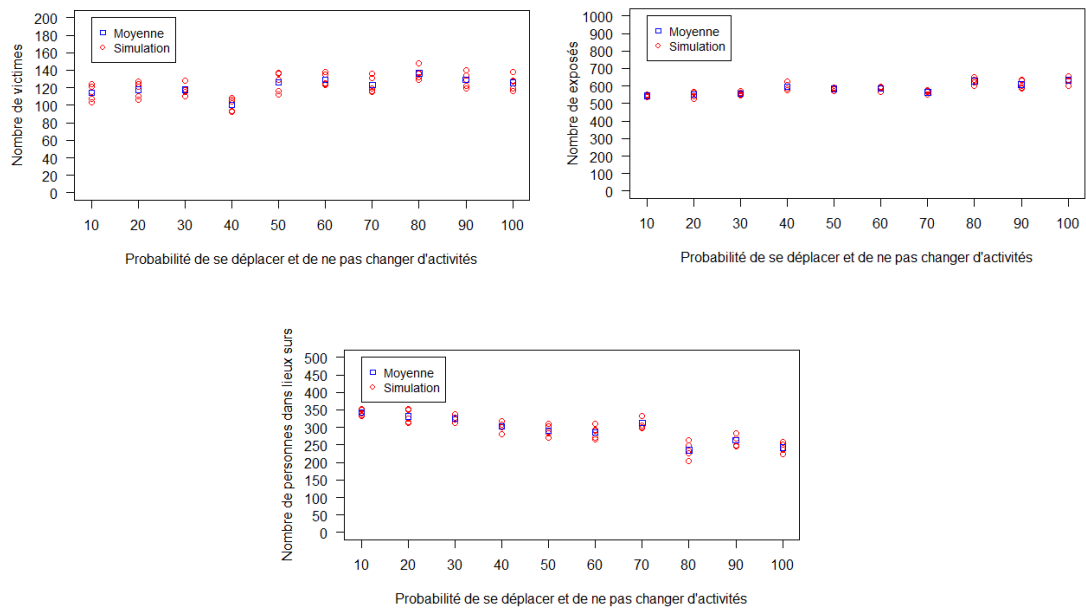 Nombre de victimes
200
180
160
140
120
100
80
60
40
20
0
Moyenne
Simulation
10 20 30 40 50 60 70 80 90 100
Probabilité de se déplacer et de ne pas changer d'activités
Nombre de exposés
1000
900
800
700
600
500
400
300
200
100
0
Moyenne
Simulation
10 20 30 40 50 60 70 80 90 100
Probabilité de se déplacer et de ne pas changer d'activités
Nombre de personnes dans lieux surs
500
450
400
350
300
250
200
150
100
50
0
Moyenne
Simulation
10 20 30 40 50 60 70 80 90 100
Probabilité de se déplacer et de ne pas changer d'activités